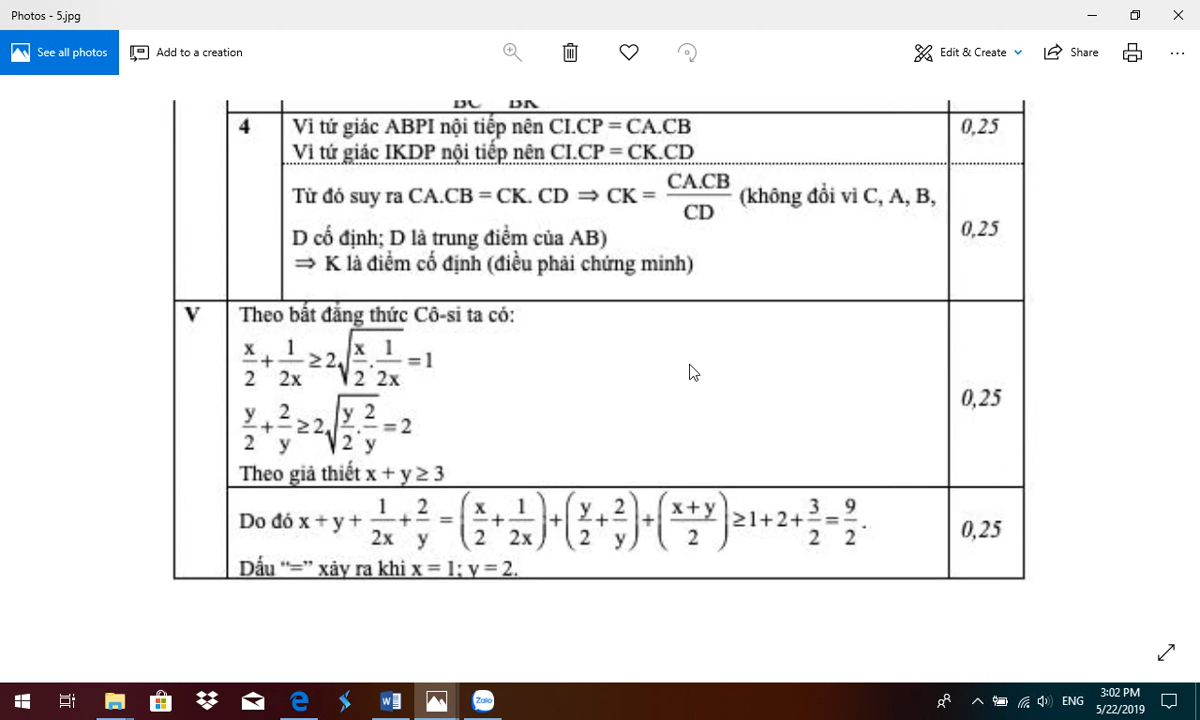 Photos - 5.jpg
See all photos
Add to a creation
Edit & Create
Share
BC BK
4 Vì tứ giác ABPI nội tiếp nên CI.CP = CA.CB 0,25
Vì tứ giác IKDP nội tiếp nên CI.CP = CK.CD
Từ đó suy ra CA.CB = CK. CD ⇒ CK = CA.CB/CD (không đổi vì C, A, B,
D cố định; D là trung điểm của AB) 0,25
⇒ K là điểm cố định (điều phải chứng minh)
V Theo bất đẳng thức Cô-si ta có:
x/2 + 1/2x ≥ 2√(x/2 . 1/2x) = 1
y/2 + 2/y ≥ 2√(y/2 . 2/y) = 2 0,25
Theo giả thiết x + y ≥ 3
Do đó x + y + 1/2x + 2/y = (x/2 + 1/2x) + (y/2 + 2/y) + (x+y/2) ≥ 1 + 2 + 3/2 = 9/2 . 0,25
Dấu “=” xảy ra khi x = 1; y = 2.
Zalo
ENG
3:02 PM
5/22/2019